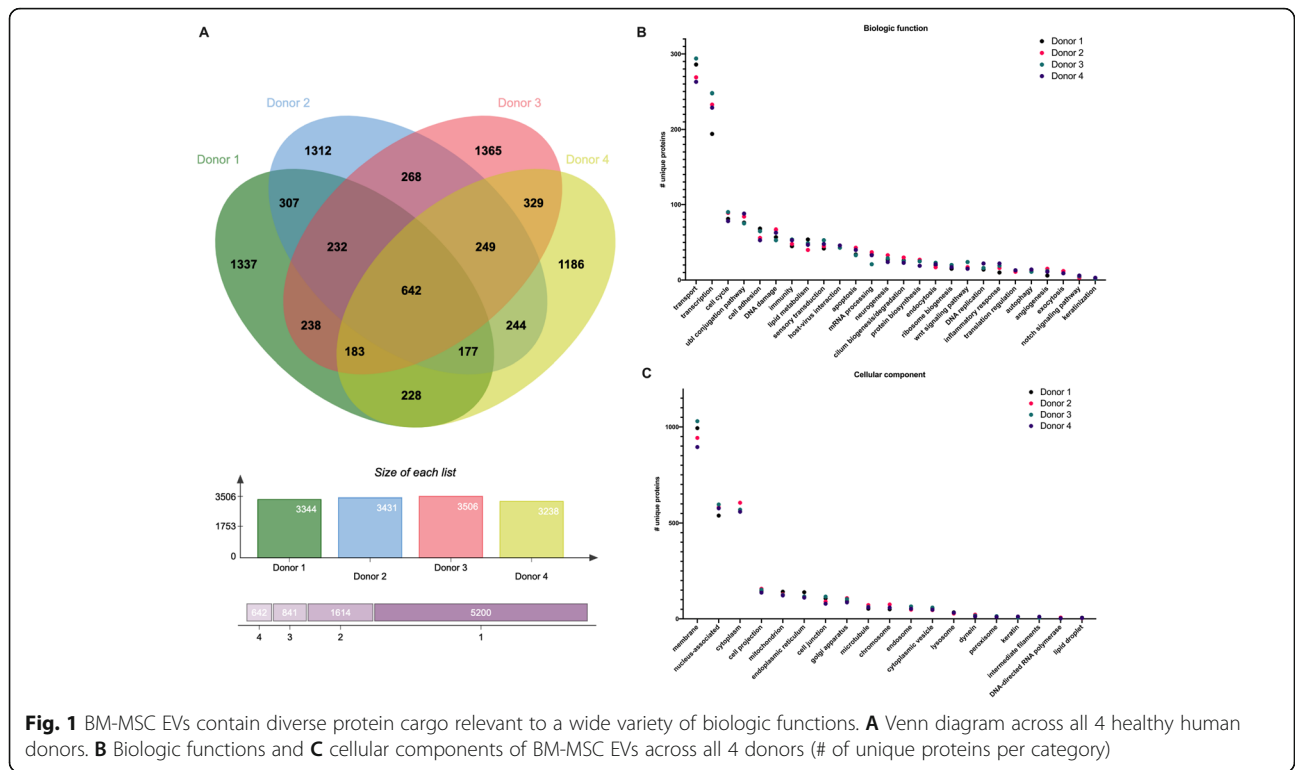 A
Donor 2
Donor 3
Donor 1
Donor 4
1312
1365
307
268
329
232
249
1337
1186
642
238
244
183
177
228
Size of each list
3506
1753
0
3344
3431
3506
3238
Donor 1
Donor 2
Donor 3
Donor 4
642
841
1614
5200
4
3
2
1
B
Biologic function
Donor 1
Donor 2
Donor 3
Donor 4
# unique proteins
300
200
100
0
transport
transcription
cell cycle
ubl conjugation pathway
cell adhesion
DNA damage
immunity
lipid metabolism
sensory transduction
host-virus interaction
apoptosis
mRNA processing
neurogenesis
cilium biogenesis/degradation
protein biosynthesis
endocytosis
ribosome biogenesis
wnt signaling pathway
DNA replication
inflammatory response
translation regulation
autophagy
angiogenesis
exocytosis
notch signaling pathway
keratinization
C
Cellular component
Donor 1
Donor 2
Donor 3
Donor 4
# unique proteins
1000
500
0
membrane
nucleus-associated
cytoplasm
cell projection
mitochondrion
endoplasmic reticulum
cell junction
golgi apparatus
microtubule
chromosome
endosome
cytoplasmic vesicle
lysosome
dynein
peroxisome
keratin
intermediate filaments
DNA-directed RNA polymerase
lipid droplet
Fig. 1 BM-MSC EVs contain diverse protein cargo relevant to a wide variety of biologic functions. A Venn diagram across all 4 healthy human
donors. B Biologic functions and C cellular components of BM-MSC EVs across all 4 donors (# of unique proteins per category)